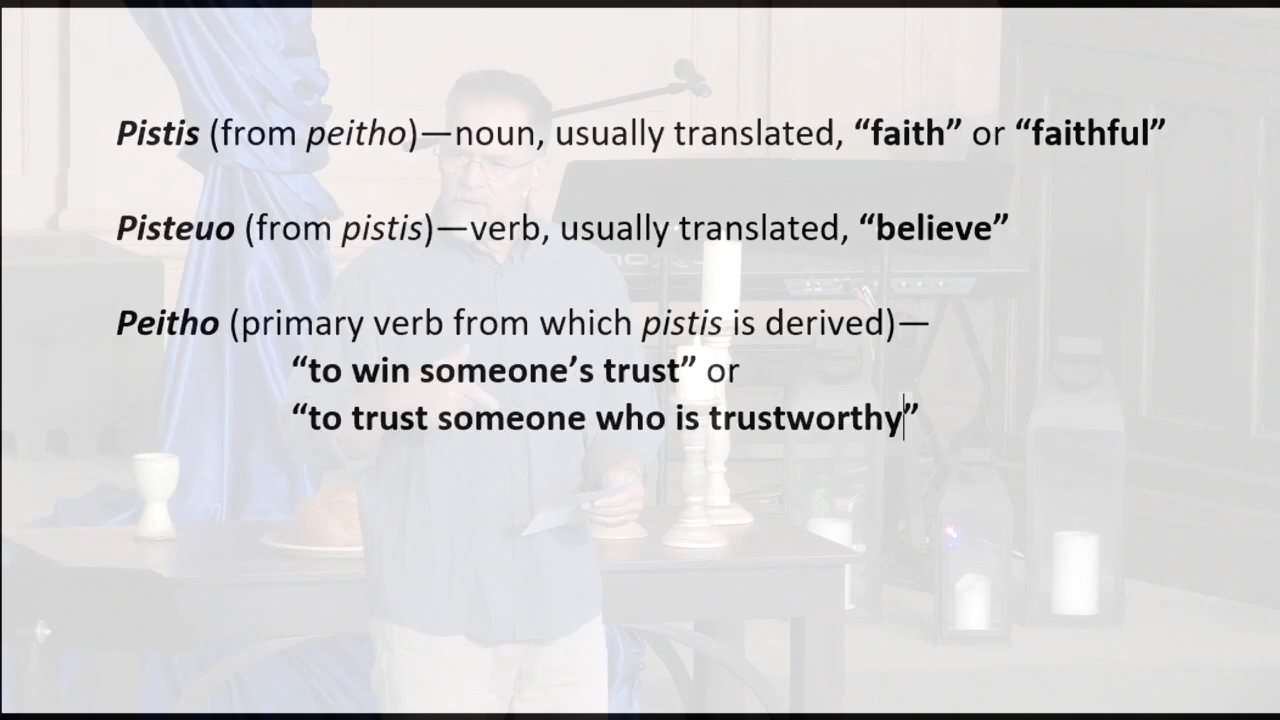 Pistis (from peitho)—noun, usually translated, “faith” or “faithful”
Pisteuo (from pistis)—verb, usually translated, “believe”
Peitho (primary verb from which pistis is derived)—
“to win someone’s trust” or
“to trust someone who is trustworthy”